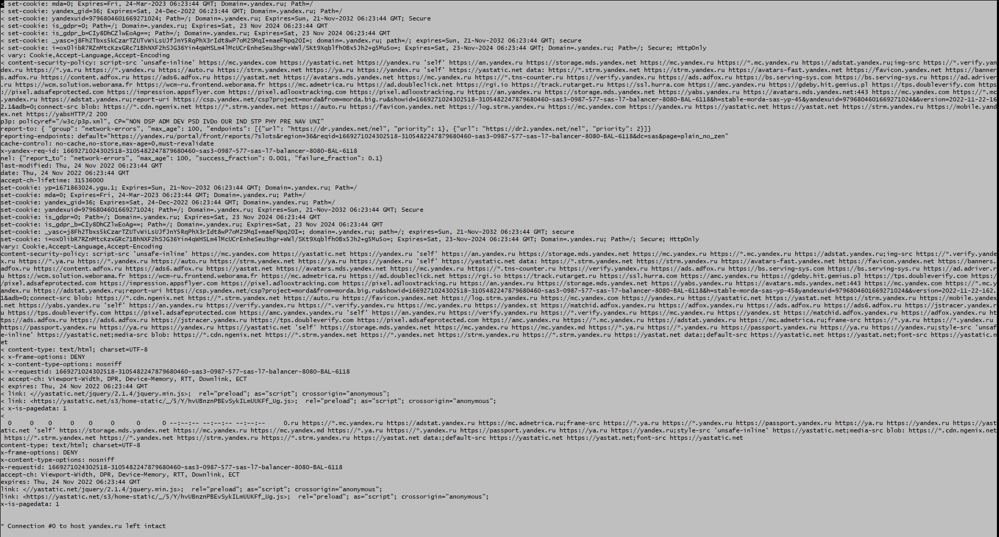 < set-cookie: mda=0; Expires=Fri, 24-Mar-2023 06:23:44 GMT; Domain=.yandex.ru; Path=/
< set-cookie: yandex_gid=36; Expires=Sat, 24-Dec-2022 06:23:44 GMT; Domain=.yandex.ru; Path=/
< set-cookie: yandexuid=9796804601669271024; Path=/; Domain=.yandex.ru; Expires=Sun, 21-Nov-2032 06:23:44 GMT; Secure
< set-cookie: is_gdpr=0; Path=/; Domain=.yandex.ru; Expires=Sat, 23 Nov 2024 06:23:44 GMT
< set-cookie: is_gdpr_b=CIy8DhCZlwEoAg==; Path=/; Domain=.yandex.ru; Expires=Sat, 23 Nov 2024 06:23:44 GMT
< set-cookie: _yasc=j8Fh2Tbxs5kCzarTZUTvWiLsUJfJnY5RqPhX3rIdt8wP7oM2SMqI+maeFNpq2OI=; domain=.yandex.ru; path=/; expires=Sun, 21-Nov-2032 06:23:44 GMT; secure
< set-cookie: i=oxOlibR7RZnMtcKzxGRc71BhNXF2hSJG36Yin4qWHSLm4lMcUCrEnheSeu3hgr+WWl/SKt9Xqblfh0Bx5Jh2+g5Mu5o=; Expires=Sat, 23-Nov-2024 06:23:44 GMT; Domain=.yandex.ru; Path=/; Secure; HttpOnly
< vary: Cookie,Accept-Language,Accept-Encoding
< content-security-policy: script-src 'unsafe-inline' https://mc.yandex.com https://yastatic.net https://yandex.ru 'self' https://an.yandex.ru https://storage.mds.yandex.net https://mc.yandex.ru https://*.mc.yandex.ru https://adstat.yandex.ru;img-src https://*.verify.yan
dex.ru https://*.ya.ru https://*.yandex.ru https://auto.ru https://strm.yandex.net https://ya.ru https://yandex.ru 'self' https://yastatic.net data: https://*.strm.yandex.net https://strm.yandex.ru https://avatars-fast.yandex.net https://favicon.yandex.net https://banner
s.adfox.ru https://content.adfox.ru https://ads6.adfox.ru https://yastat.net https://avatars.mds.yandex.net https://mc.yandex.ru https://*.tns-counter.ru https://verify.yandex.ru https://ads.adfox.ru https://bs.serving-sys.com https://bs.serving-sys.ru https://ad.adriver
.ru https://wcm.solution.weborama.fr https://wcm-ru.frontend.weborama.fr https://mc.admetrica.ru https://ad.doubleclick.net https://rgi.io https://track.rutarget.ru https://ssl.hurra.com https://amc.yandex.ru https://gdeby.hit.gemius.pl https://tps.doubleverify.com https
://pixel.adsafeprotected.com https://impression.appsflyer.com https://pixel.adlooxtracking.com https://pixel.adlooxtracking.ru https://an.yandex.ru https://storage.mds.yandex.net https://yabs.yandex.ru https://avatars.mds.yandex.net:443 https://mc.yandex.com https://*.mc
.yandex.ru https://adstat.yandex.ru;report-uri https://csp.yandex.net/csp?project=morda&from=morda.big.ru&showid=1669271024302518-3105482247879680460-sas3-0987-577-sas-l7-balancer-8080-BAL-6118&h=stable-morda-sas-yp-45&yandexuid=9796804601669271024&&version=2022-11-22-16
2.1&adb=0;connect-src blob: https://*.cdn.ngenix.net https://*.strm.yandex.net https://auto.ru https://favicon.yandex.net https://log.strm.yandex.ru https://mc.yandex.com https://yandex.ru https://yastatic.net https://yastat.net https://strm.yandex.ru https://mobile.yand
ex.net https://yabsHTTP/2 200
p3p: policyref="/w3c/p3p.xml", CP="NON DSP ADM DEV PSD IVDo OUR IND STP PHY PRE NAV UNI"
report-to: { "group": "network-errors", "max_age": 100, "endpoints": [{"url": "https://dr.yandex.net/nel", "priority": 1}, {"url": "https://dr2.yandex.net/nel", "priority": 2}]}
reporting-endpoints: default="https://yandex.ru/portal/front/reports/?slots&region=36&reqid=1669271024302518-3105482247879680460-sas3-0987-577-sas-l7-balancer-8080-BAL-6118&dc=sas&page=plain_no_zen"
cache-control: no-cache,no-store,max-age=0,must-revalidate
x-yandex-req-id: 1669271024302518-3105482247879680460-sas3-0987-577-sas-l7-balancer-8080-BAL-6118
nel: {"report_to": "network-errors", "max_age": 100, "success_fraction": 0.001, "failure_fraction": 0.1}
last-modified: Thu, 24 Nov 2022 06:23:44 GMT
date: Thu, 24 Nov 2022 06:23:44 GMT
accept-ch-lifetime: 31536000
set-cookie: yp=1671863024.ygu.1; Expires=Sun, 21-Nov-2032 06:23:44 GMT; Domain=.yandex.ru; Path=/
set-cookie: mda=0; Expires=Fri, 24-Mar-2023 06:23:44 GMT; Domain=.yandex.ru; Path=/
set-cookie: yandex_gid=36; Expires=Sat, 24-Dec-2022 06:23:44 GMT; Domain=.yandex.ru; Path=/
set-cookie: yandexuid=9796804601669271024; Path=/; Domain=.yandex.ru; Expires=Sun, 21-Nov-2032 06:23:44 GMT; Secure
set-cookie: is_gdpr=0; Path=/; Domain=.yandex.ru; Expires=Sat, 23 Nov 2024 06:23:44 GMT
set-cookie: is_gdpr_b=CIy8DhCZlwEoAg==; Path=/; Domain=.yandex.ru; Expires=Sat, 23 Nov 2024 06:23:44 GMT
set-cookie: _yasc=j8Fh2Tbxs5kCzarTZUTvWiLsUJfJnY5RqPhX3rIdt8wP7oM2SMqI+maeFNpq2OI=; domain=.yandex.ru; path=/; expires=Sun, 21-Nov-2032 06:23:44 GMT; secure
set-cookie: i=oxOlibR7RZnMtcKzxGRc71BhNXF2hSJG36Yin4qWHSLm4lMcUCrEnheSeu3hgr+WWl/SKt9Xqblfh0Bx5Jh2+g5Mu5o=; Expires=Sat, 23-Nov-2024 06:23:44 GMT; Domain=.yandex.ru; Path=/; Secure; HttpOnly
vary: Cookie,Accept-Language,Accept-Encoding
content-security-policy: script-src 'unsafe-inline' https://mc.yandex.com https://yastatic.net https://yandex.ru 'self' https://an.yandex.ru https://storage.mds.yandex.net https://mc.yandex.ru https://*.mc.yandex.ru https://adstat.yandex.ru;img-src https://*.verify.yande
x.ru https://*.ya.ru https://*.yandex.ru https://auto.ru https://strm.yandex.net https://ya.ru https://yandex.ru 'self' https://yastatic.net data: https://*.strm.yandex.net https://strm.yandex.ru https://avatars-fast.yandex.net https://favicon.yandex.net https://banners.
adfox.ru https://content.adfox.ru https://ads6.adfox.ru https://yastat.net https://avatars.mds.yandex.net https://mc.yandex.ru https://*.tns-counter.ru https://verify.yandex.ru https://ads.adfox.ru https://bs.serving-sys.com https://bs.serving-sys.ru https://ad.adriver.r
u https://wcm.solution.weborama.fr https://wcm-ru.frontend.weborama.fr https://mc.admetrica.ru https://ad.doubleclick.net https://rgi.io https://track.rutarget.ru https://ssl.hurra.com https://amc.yandex.ru https://gdeby.hit.gemius.pl https://tps.doubleverify.com https:/
/pixel.adsafeprotected.com https://impression.appsflyer.com https://pixel.adlooxtracking.com https://pixel.adlooxtracking.ru https://an.yandex.ru https://storage.mds.yandex.net https://yabs.yandex.ru https://avatars.mds.yandex.net:443 https://mc.yandex.com https://*.mc.y
andex.ru https://adstat.yandex.ru;report-uri https://csp.yandex.net/csp?project=morda&from=morda.big.ru&showid=1669271024302518-3105482247879680460-sas3-0987-577-sas-l7-balancer-8080-BAL-6118&h=stable-morda-sas-yp-45&yandexuid=9796804601669271024&&version=2022-11-22-162.
1&adb=0;connect-src blob: https://*.cdn.ngenix.net https://*.strm.yandex.net https://auto.ru https://favicon.yandex.net https://log.strm.yandex.ru https://mc.yandex.com https://yandex.ru https://yastatic.net https://yastat.net https://strm.yandex.ru https://mobile.yandex
.net https://yabs.yandex.ru 'self' https://an.yandex.ru https://verify.yandex.ru https://*.verify.yandex.ru https://mc.yandex.ru https://yandex.st https://matchid.adfox.yandex.ru https://adfox.yandex.ru https://ads.adfox.ru https://ads6.adfox.ru https://jstracer.yandex.r
u https://tps.doubleverify.com https://pixel.adsafeprotected.com https://amc.yandex.yandex.ru 'self' https://an.yandex.ru https://verify.yandex.ru https://*.verify.yandex.ru https://mc.yandex.ru https://yandex.st https://matchid.adfox.yandex.ru https://adfox.yandex.ru ht
tps://ads.adfox.ru https://ads6.adfox.ru https://jstracer.yandex.ru https://tps.doubleverify.com https://pixel.adsafeprotected.com https://amc.yandex.ru https://*.mc.yandex.ru https://adstat.yandex.ru https://mc.admetrica.ru;frame-src https://*.ya.ru https://*.yandex.ru 
https://passport.yandex.ru https://ya.ru https://yandex.ru https://yastatic.net 'self' https://storage.mds.yandex.net https://mc.yandex.ru https://mc.yandex.md https://*.ya.ru https://*.yandex.ru https://passport.yandex.ru https://ya.ru https://yandex.ru;style-src 'unsaf
e-inline' https://yastatic.net;media-src blob: https://*.cdn.ngenix.net https://*.strm.yandex.net https://*.yandex.net https://strm.yandex.ru https://*.strm.yandex.ru https://yastat.net data:;default-src https://yastatic.net https://yastat.net;font-src https://yastatic.n
et
< content-type: text/html; charset=UTF-8
< x-frame-options: DENY
< x-content-type-options: nosniff
< x-requestid: 1669271024302518-3105482247879680460-sas3-0987-577-sas-l7-balancer-8080-BAL-6118
< accept-ch: Viewport-Width, DPR, Device-Memory, RTT, Downlink, ECT
< expires: Thu, 24 Nov 2022 06:23:44 GMT
< link: <//yastatic.net/jquery/2.1.4/jquery.min.js>;  rel="preload"; as="script"; crossorigin="anonymous";
< link: <https://yastatic.net/s3/home-static/_/5/Y/hvUBnznPBEvSykILmUUKFf_Ug.js>;  rel="preload"; as="script"; crossorigin="anonymous";
< x-is-pagedata: 1
<
  0     0    0     0    0     0      0      0 --:--:-- --:--:-- --:--:--     0.ru https://*.mc.yandex.ru https://adstat.yandex.ru https://mc.admetrica.ru;frame-src https://*.ya.ru https://*.yandex.ru https://passport.yandex.ru https://ya.ru https://yandex.ru https://yast
atic.net 'self' https://storage.mds.yandex.net https://mc.yandex.ru https://mc.yandex.md https://*.ya.ru https://*.yandex.ru https://passport.yandex.ru https://ya.ru https://yandex.ru;style-src 'unsafe-inline' https://yastatic.net;media-src blob: https://*.cdn.ngenix.net
 https://*.strm.yandex.net https://*.yandex.net https://strm.yandex.ru https://*.strm.yandex.ru https://yastat.net data:;default-src https://yastatic.net https://yastat.net;font-src https://yastatic.net
content-type: text/html; charset=UTF-8
x-frame-options: DENY
x-content-type-options: nosniff
x-requestid: 1669271024302518-3105482247879680460-sas3-0987-577-sas-l7-balancer-8080-BAL-6118
accept-ch: Viewport-Width, DPR, Device-Memory, RTT, Downlink, ECT
expires: Thu, 24 Nov 2022 06:23:44 GMT
link: <//yastatic.net/jquery/2.1.4/jquery.min.js>;  rel="preload"; as="script"; crossorigin="anonymous";
link: <https://yastatic.net/s3/home-static/_/5/Y/hvUBnznPBEvSykILmUUKFf_Ug.js>;  rel="preload"; as="script"; crossorigin="anonymous";
x-is-pagedata: 1
* Connection #0 to host yandex.ru left intact